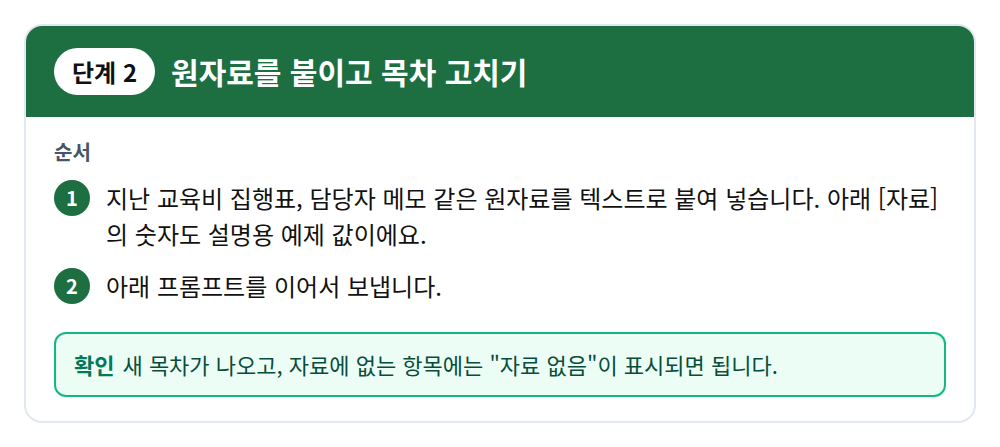 단계 2 원자료를 붙이고 목차 고치기
순서
1 지난 교육비 집행표, 담당자 메모 같은 원자료를 텍스트로 붙여 넣습니다. 아래 [자료]
의 숫자도 설명용 예제 값이에요.
2 아래 프롬프트를 이어서 보냅니다.
확인 새 목차가 나오고, 자료에 없는 항목에는 "자료 없음"이 표시되면 됩니다.